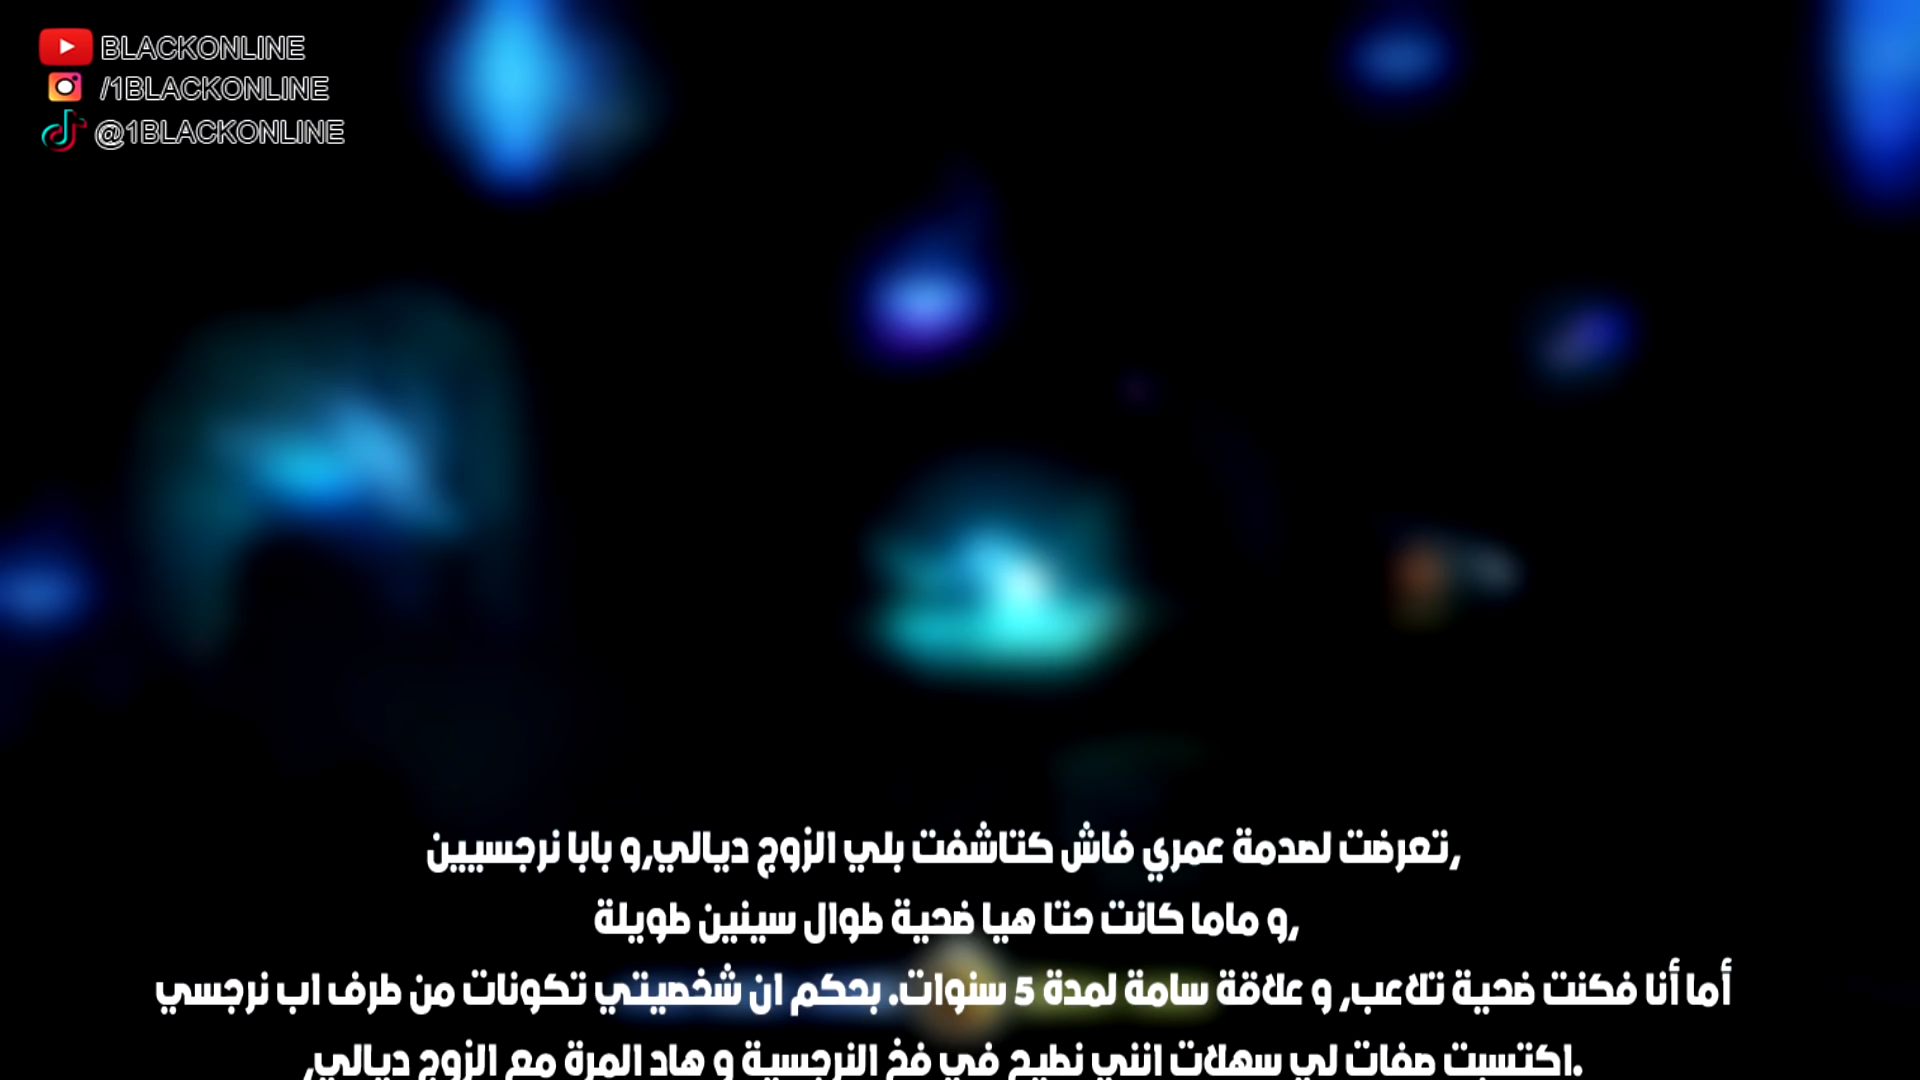 BLACKONLINE
/1BLACKONLINE
@1BLACKONLINE
تعرضت لصدمة عمري فاش كتاشفت بلي الزوج ديالي,و بابا نرجسيين,
و ماما كانت حتا هيا ضحية طوال سينين طويلة,
أما أنا فكنت ضحية تلاعب, و علاقة سامة لمدة 5 سنوات. بحكم ان شخصيتي تكونات من طرف اب نرجسي
اكتسبت صفات لي سهلات انني نطيح في فخ النرجسية و هاد المرة مع الزوج ديالي,.